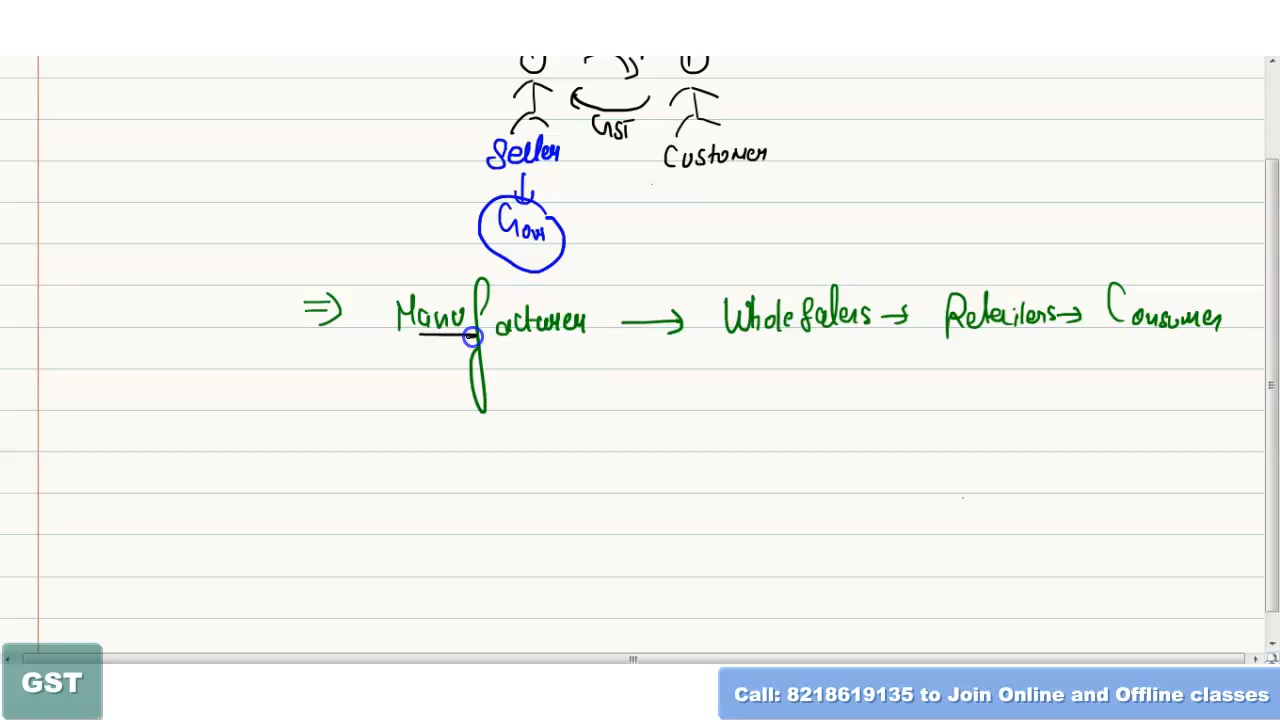 GST
Seller
Customer
Govt
⇒ Manufacturer → Wholesalers → Retailers → Consumer
GST
Call: 8218619135 to Join Online and Offline classes